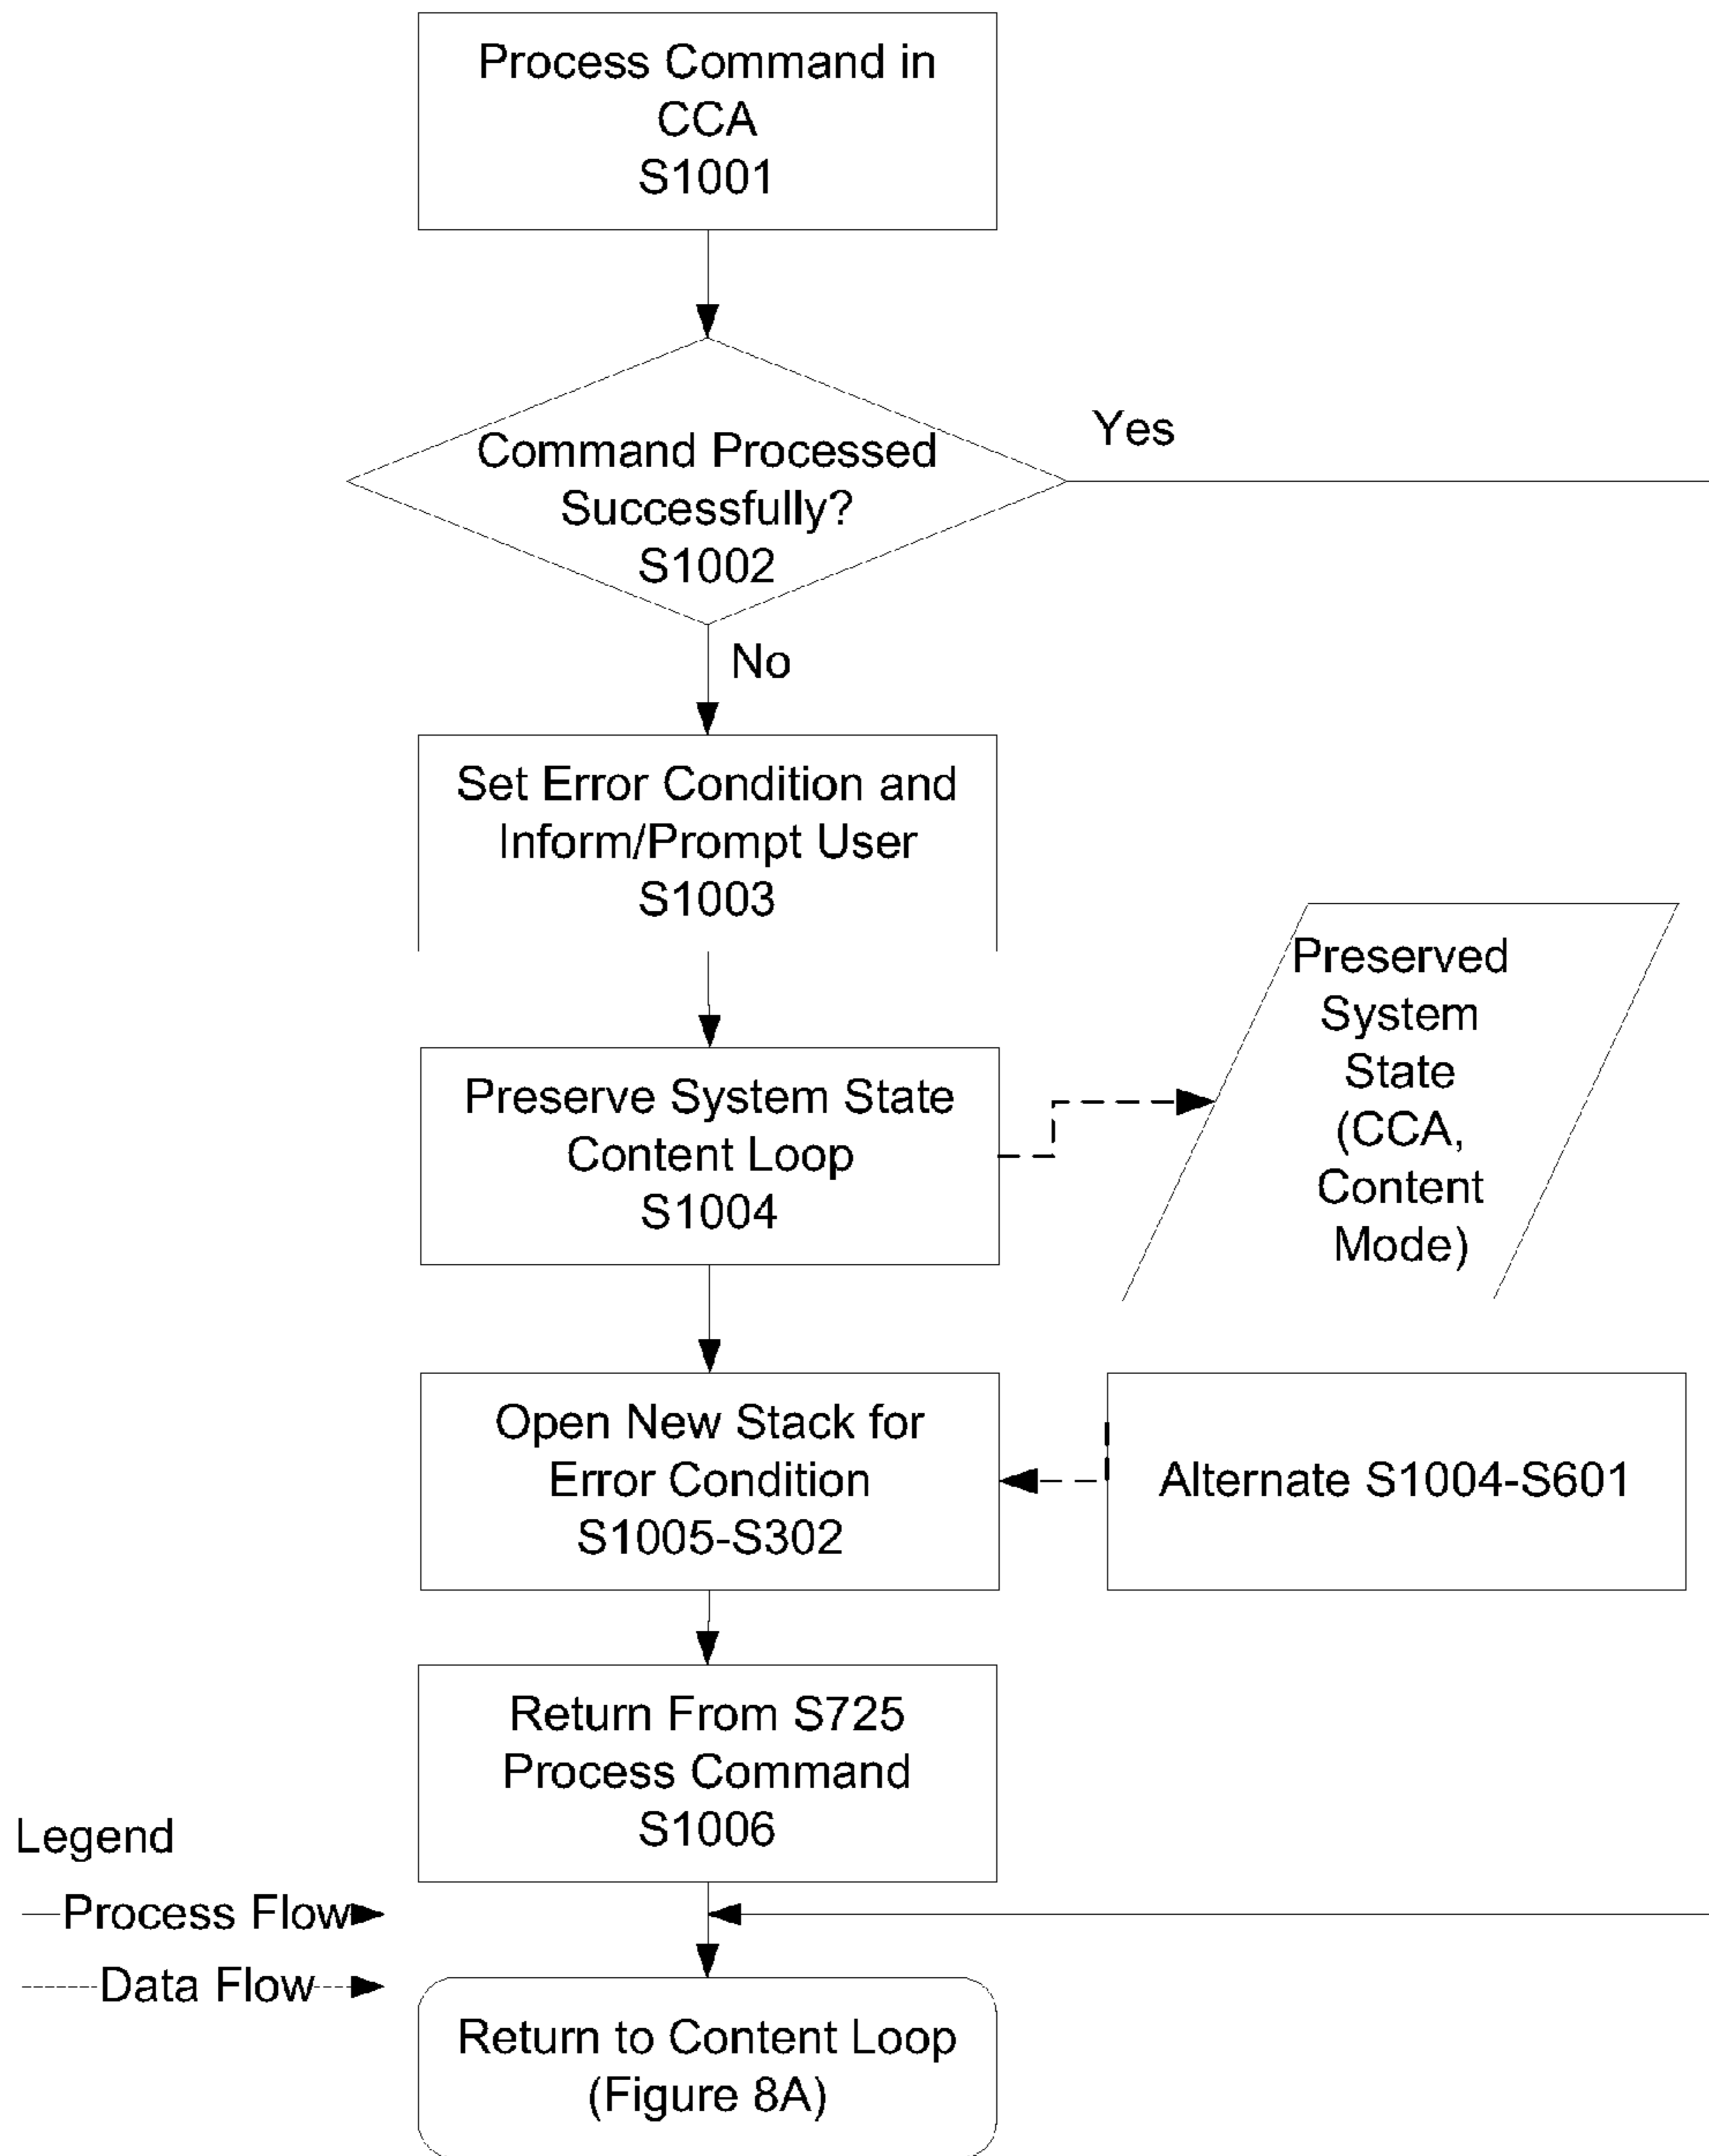 Process Command in
CCA
S1001
Command Processed
Successfully?
S1002
Yes
No
Set Error Condition and
Inform/Prompt User
S1003
Preserve System State
Content Loop
S1004
Preserved
System
State
(CCA,
Content
Mode)
Open New Stack for
Error Condition
S1005-S302
Alternate S1004-S601
Return From S725
Process Command
S1006
Legend
Process Flow
Data Flow
Return to Content Loop
(Figure 8A)